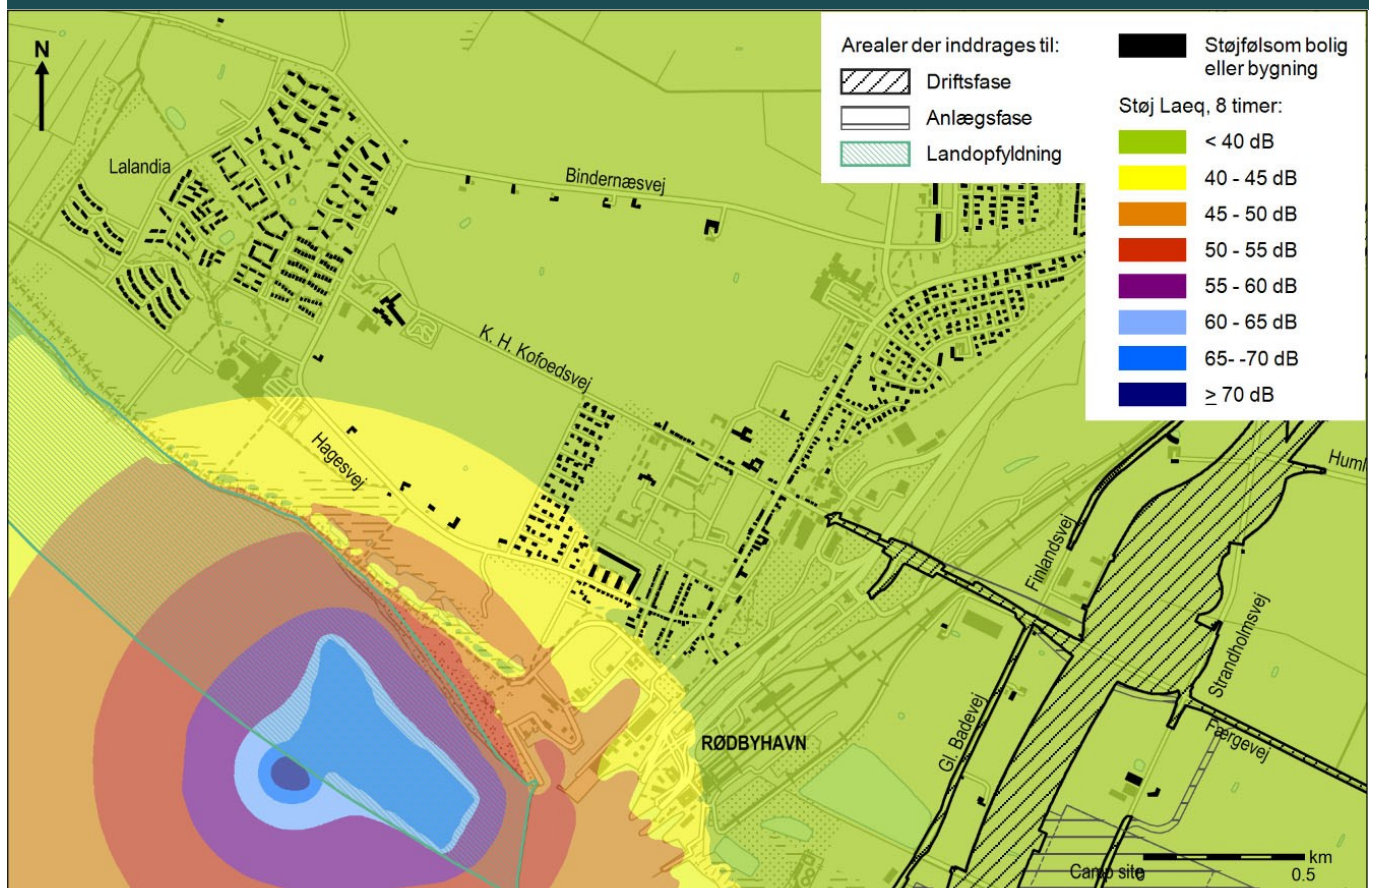 N
Arealer der inddrages til:
Driftsfase
Anlægsfase
Landopfyldning
Støjfølsom bolig
eller bygning
Støj Laeq, 8 timer:
< 40 dB
40 - 45 dB
45 - 50 dB
50 - 55 dB
55 - 60 dB
60 - 65 dB
65- -70 dB
≥ 70 dB
Lalandia
Bindernæsvej
K. H. Kofoedsvej
Hagesvej
Finlandsvej
Strandholmsvej
Færgevej
Gl. Badevej
RØDBYHAVN
Camp site
km
0
0.5